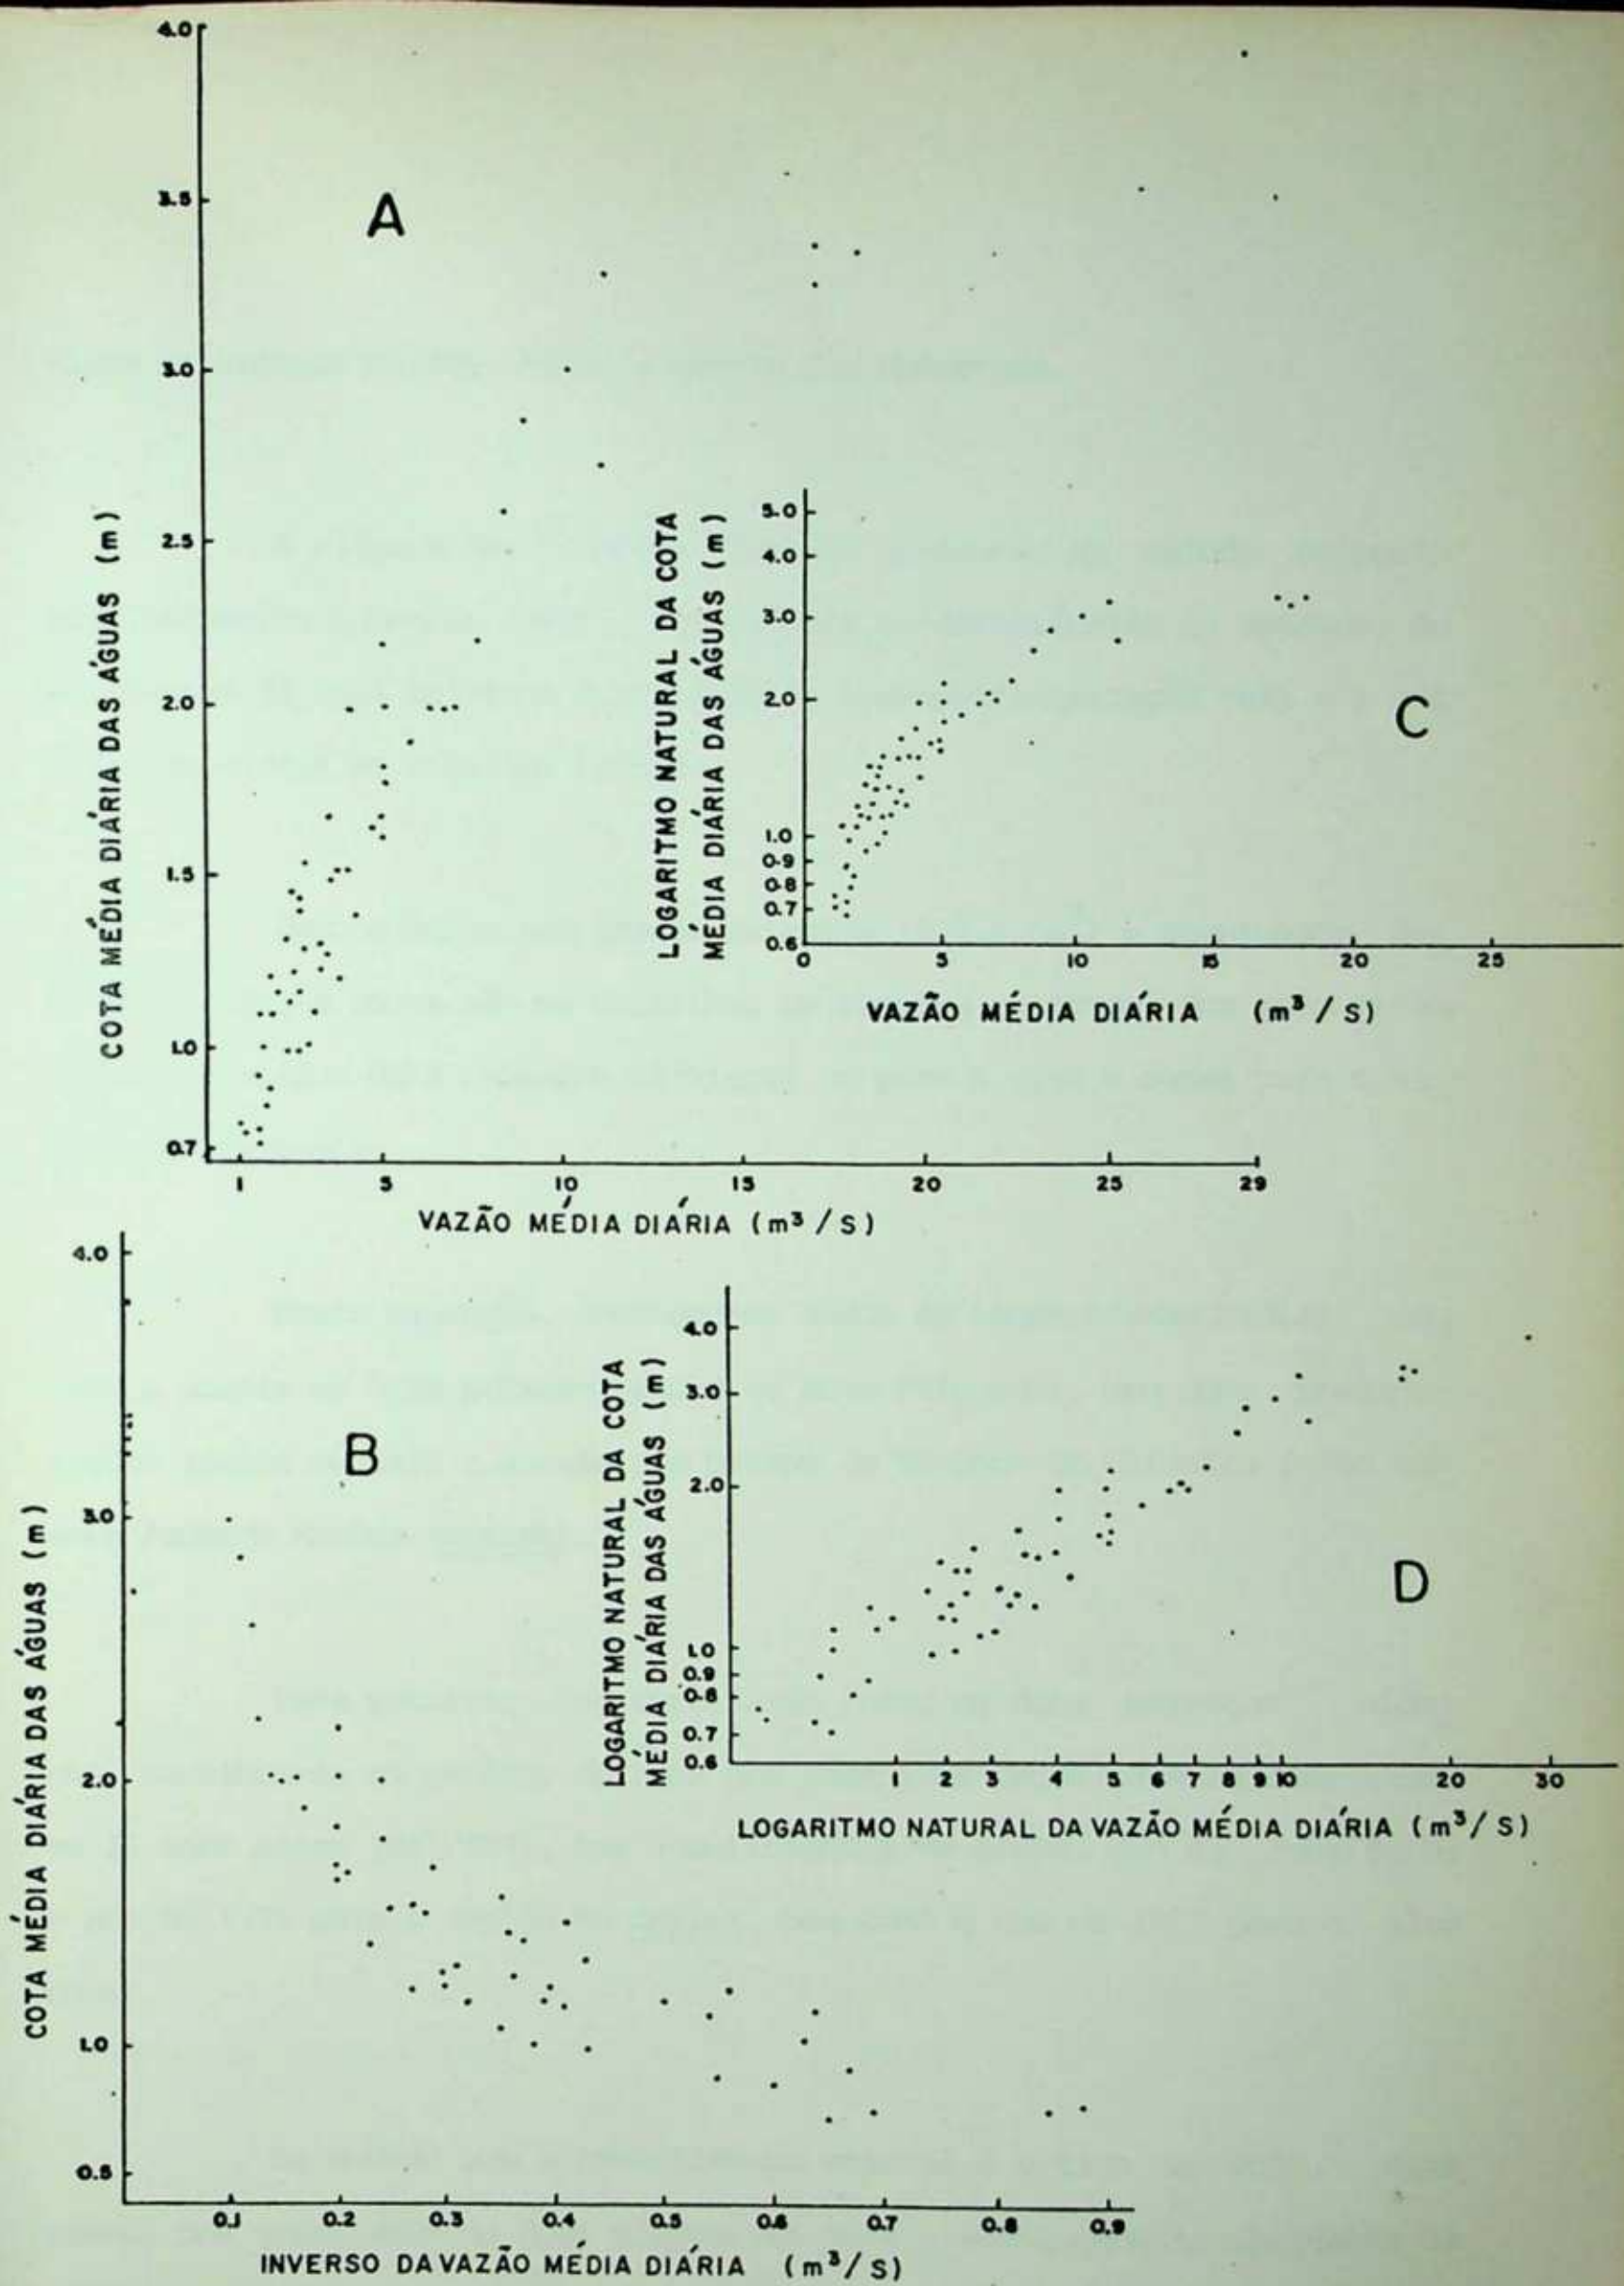 A
COTA MÉDIA DIÁRIA DAS ÁGUAS (m)
4.0
3.5
3.0
2.5
2.0
1.5
1.0
0.7
1 5 10 15 20 25 29
VAZÃO MÉDIA DIÁRIA (m³/S)
C
LOGARITMO NATURAL DA COTA
MÉDIA DIÁRIA DAS ÁGUAS (m)
5.0
4.0
3.0
2.0
1.0
0.9
0.8
0.7
0.6
0 5 10 15 20 25
VAZÃO MÉDIA DIÁRIA (m³/S)
B
COTA MÉDIA DIÁRIA DAS ÁGUAS (m)
4.0
3.0
2.0
1.0
0.5
0.1 0.2 0.3 0.4 0.5 0.6 0.7 0.8 0.9
INVERSO DA VAZÃO MÉDIA DIÁRIA (m³/S)
D
LOGARITMO NATURAL DA COTA
MÉDIA DIÁRIA DAS ÁGUAS (m)
4.0
3.0
2.0
1.0
0.9
0.8
0.7
0.6
1 2 3 4 5 6 7 8 9 10 20 30
LOGARITMO NATURAL DA VAZÃO MÉDIA DIÁRIA (m³/S)